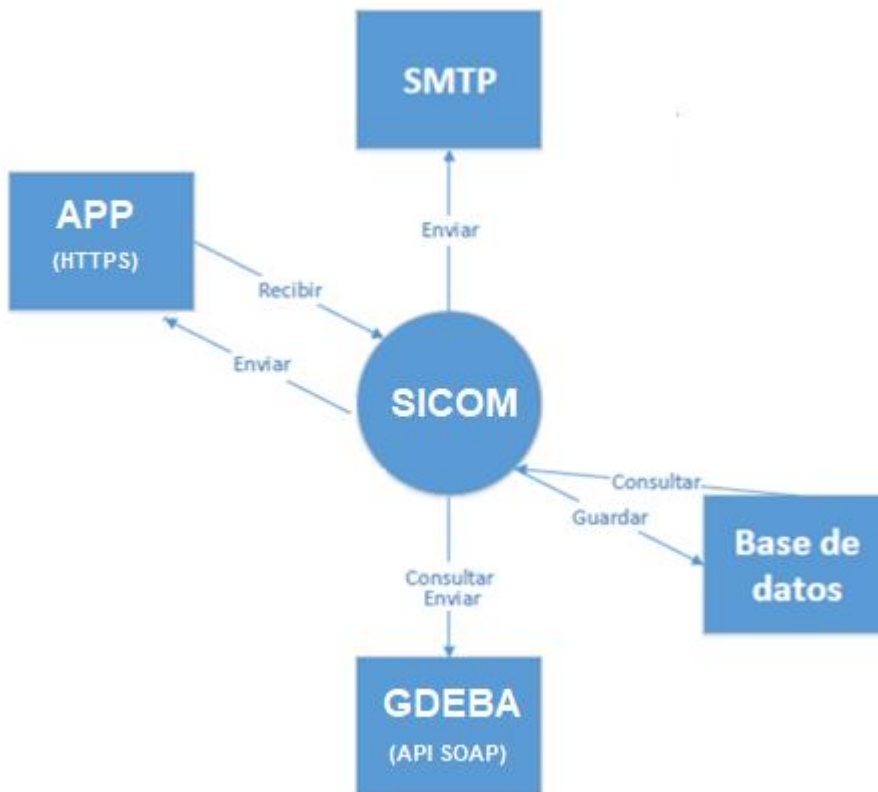 SMTP
APP
(HTTPS)
Enviar
Recibir
Enviar
SICOM
Consultar
Guardar
Base de
datos
Consultar
Enviar
GDEBA
(API SOAP)